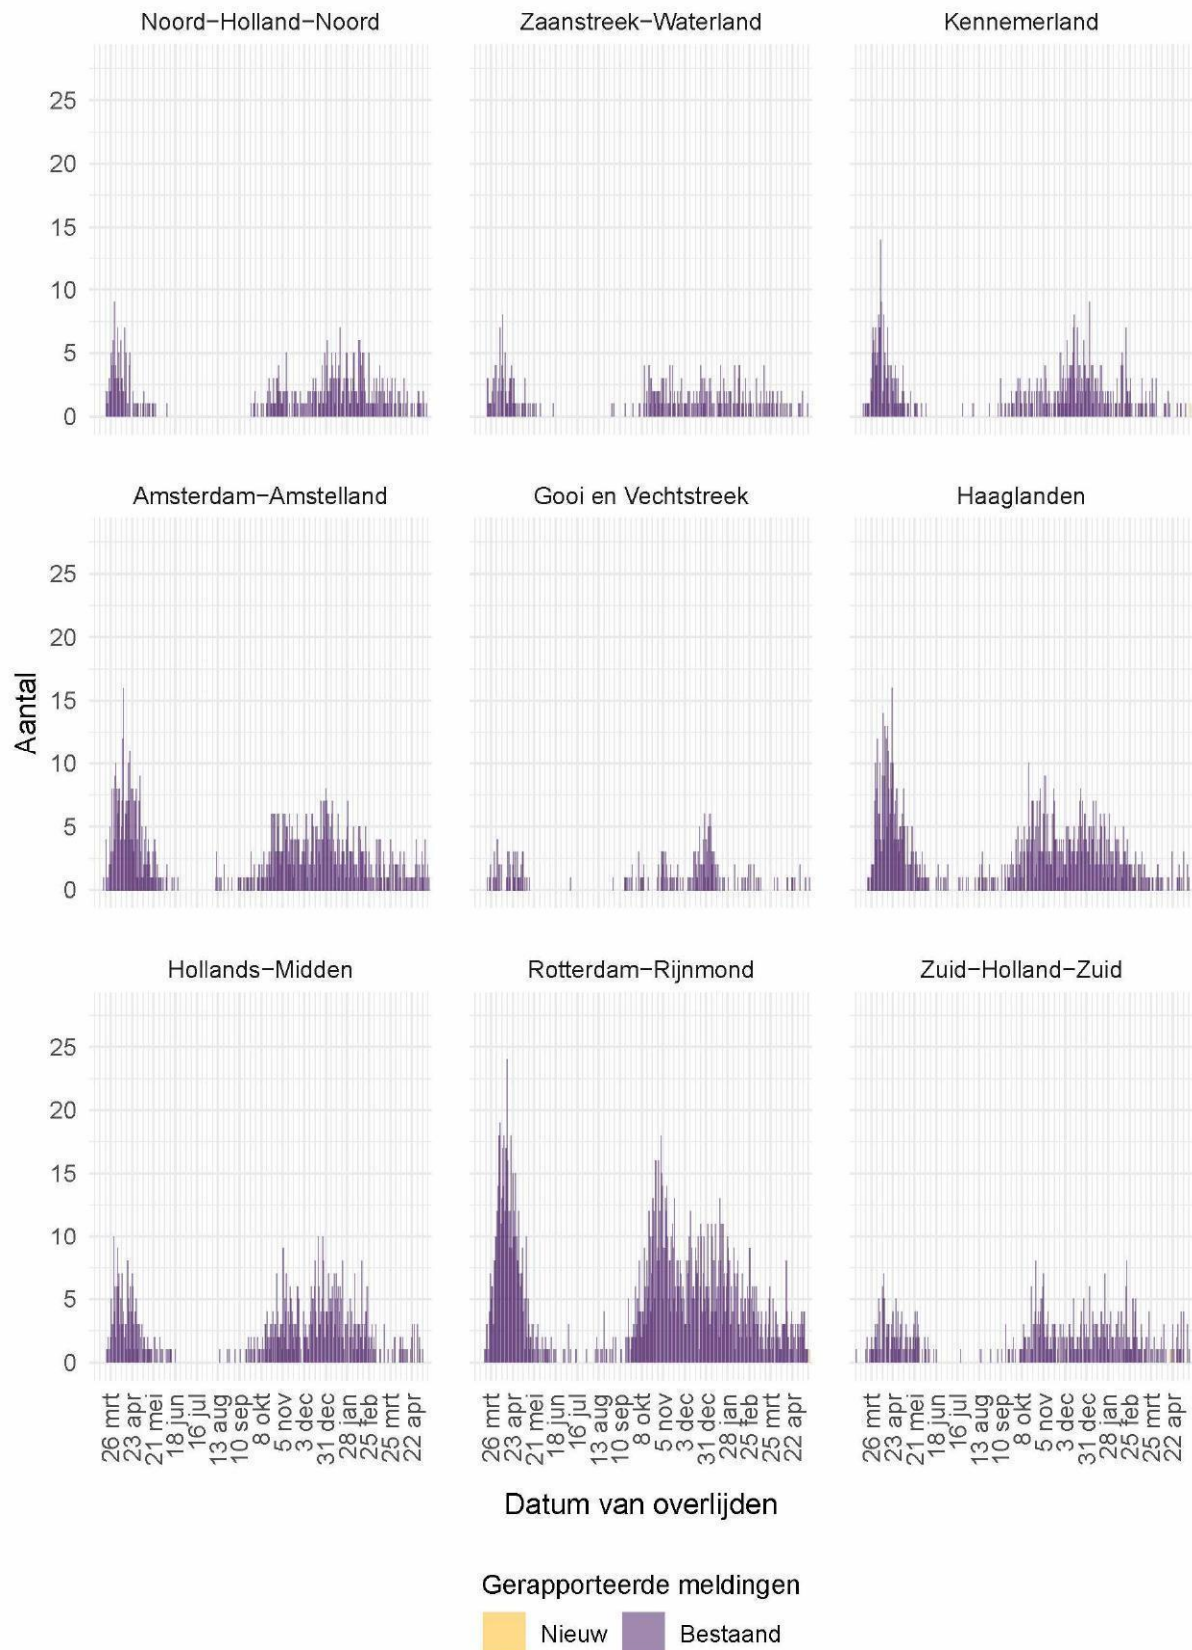 Noord-Holland-Noord Zaanstreek-Waterland Kennemerland
25
20
15
10
5
0
Amsterdam-Amstelland Gooi en Vechtstreek Haaglanden
25
20
15
10
5
0
Aantal
Hollands-Midden Rotterdam-Rijnmond Zuid-Holland-Zuid
25
20
15
10
5
0
26 mrt 23 apr 21 mei 18 jun 16 jul 13 aug 10 sep 8 okt 5 nov 3 dec 31 dec 28 jan 25 feb 25 mrt 22 apr
26 mrt 23 apr 21 mei 18 jun 16 jul 13 aug 10 sep 8 okt 5 nov 3 dec 31 dec 28 jan 25 feb 25 mrt 22 apr
26 mrt 23 apr 21 mei 18 jun 16 jul 13 aug 10 sep 8 okt 5 nov 3 dec 31 dec 28 jan 25 feb 25 mrt 22 apr
Datum van overlijden
Gerapporteerde meldingen
Nieuw Bestaand